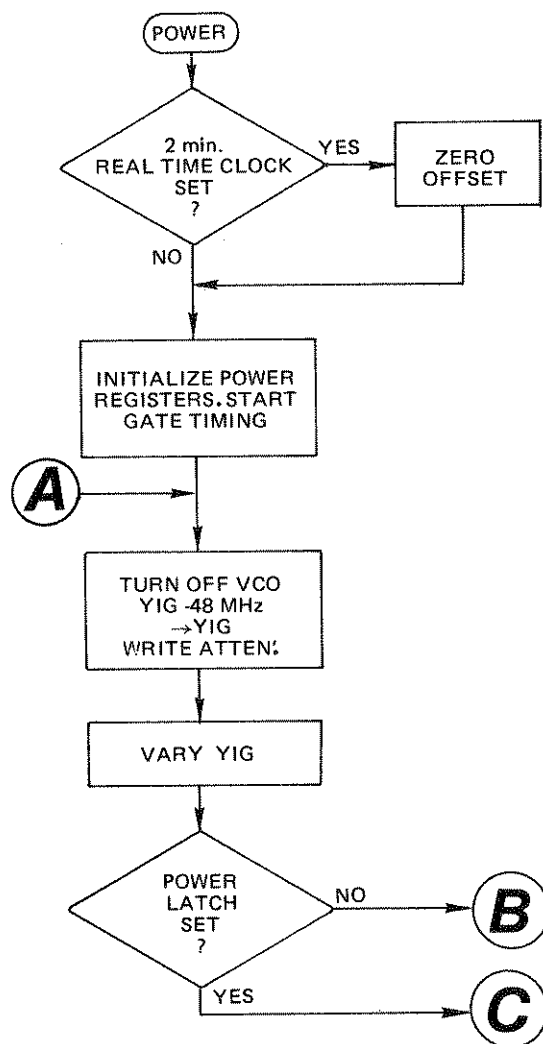 POWER
2 min.
REAL TIME CLOCK
SET
?
YES
ZERO
OFFSET
NO
INITIALIZE POWER
REGISTERS.START
GATE TIMING
A
TURN OFF VCO
YIG -48 MHz
→YIG
WRITE ATTEN.
VARY YIG
POWER
LATCH
SET
?
NO
B
YES
C